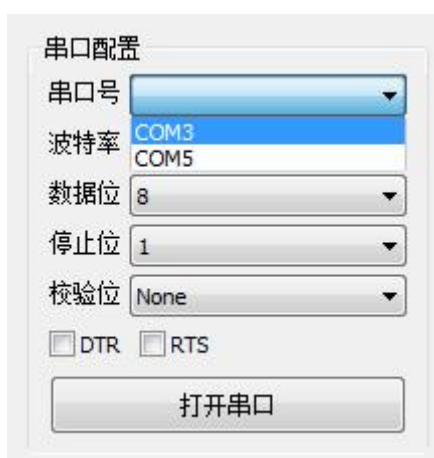 串口配置
串口号
波特率 COM3
COM5
数据位 8
停止位 1
校验位 None
DTR RTS
打开串口